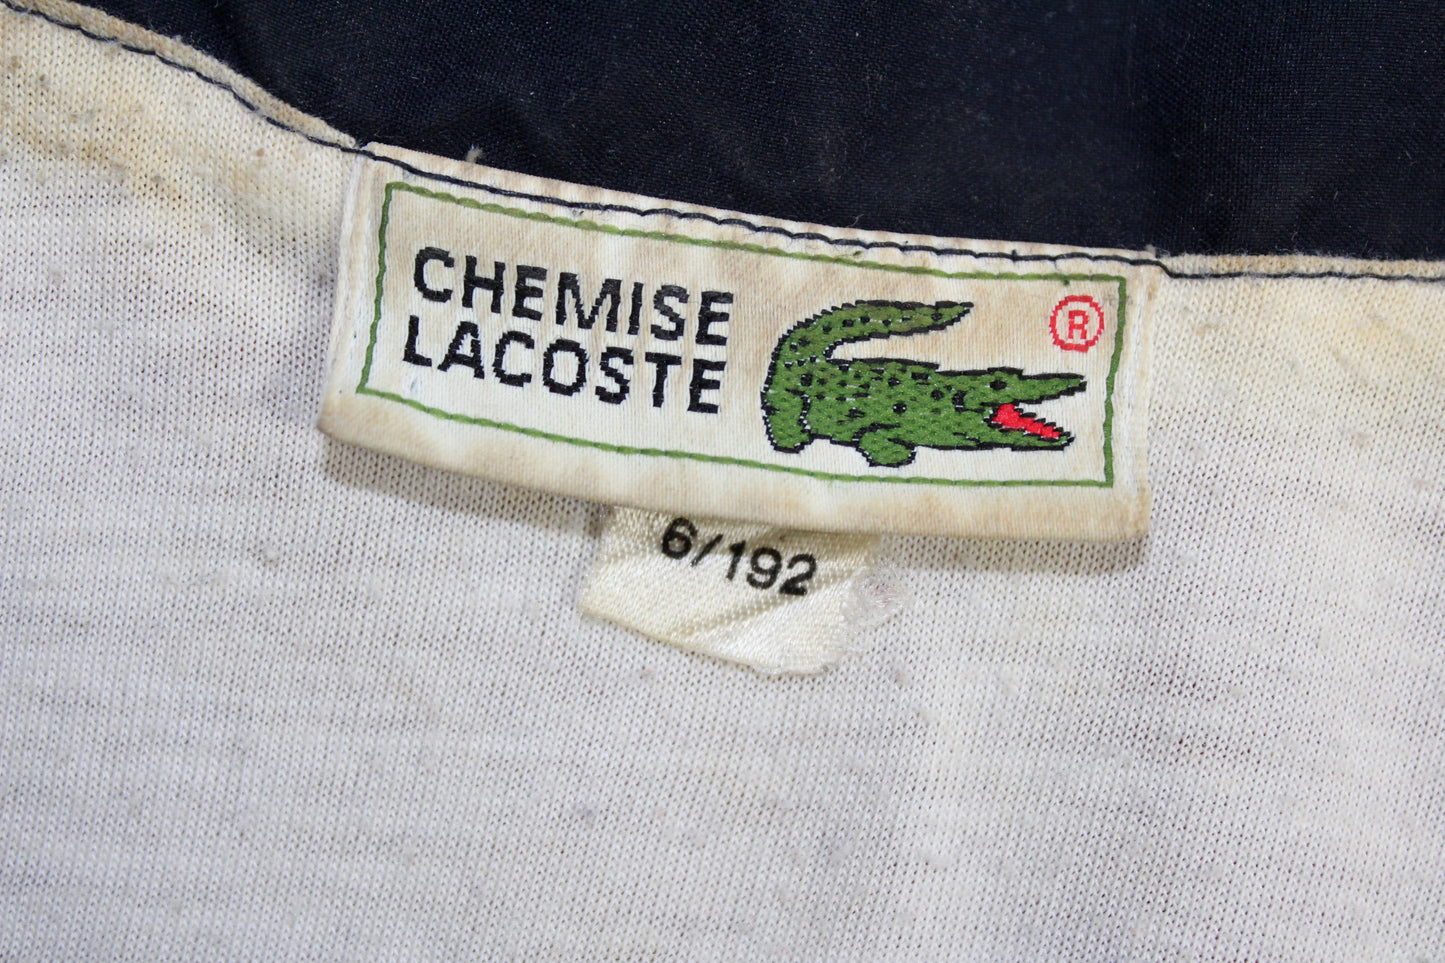 CHEMISE
LACOSTE
®
6/192